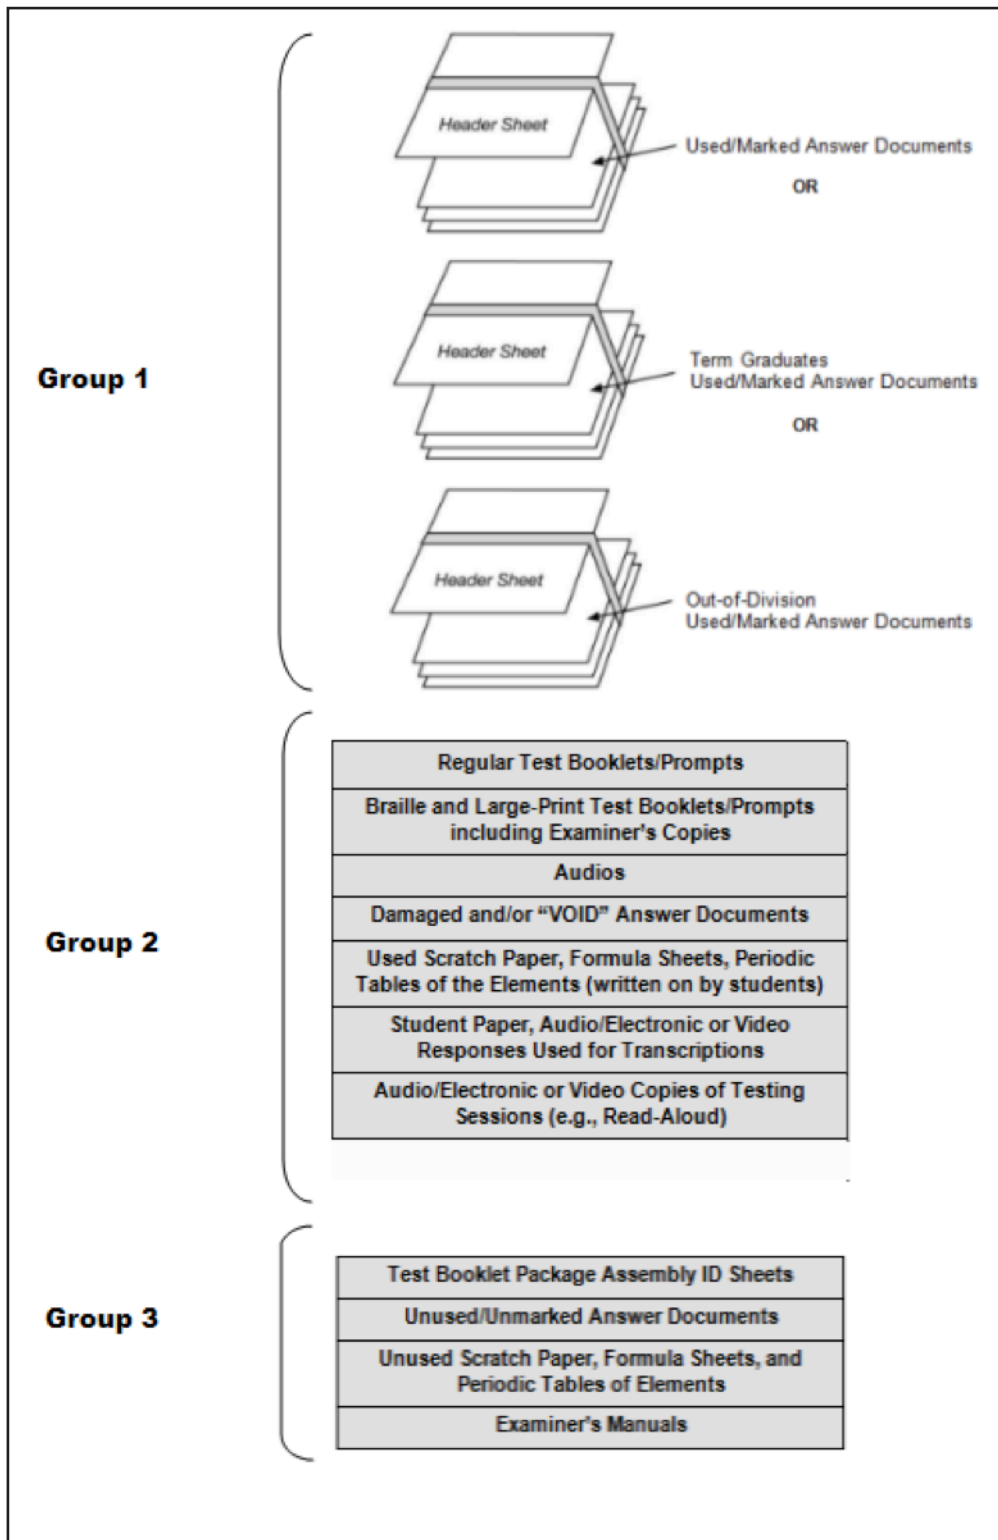 Group 1
Header Sheet
Used/Marked Answer Documents
OR
Header Sheet
Term Graduates
Used/Marked Answer Documents
OR
Header Sheet
Out-of-Division
Used/Marked Answer Documents
Group 2
Regular Test Booklets/Prompts
Braille and Large-Print Test Booklets/Prompts
including Examiner's Copies
Audios
Damaged and/or “VOID” Answer Documents
Used Scratch Paper, Formula Sheets, Periodic
Tables of the Elements (written on by students)
Student Paper, Audio/Electronic or Video
Responses Used for Transcriptions
Audio/Electronic or Video Copies of Testing
Sessions (e.g., Read-Aloud)
Group 3
Test Booklet Package Assembly ID Sheets
Unused/Unmarked Answer Documents
Unused Scratch Paper, Formula Sheets, and
Periodic Tables of Elements
Examiner's Manuals